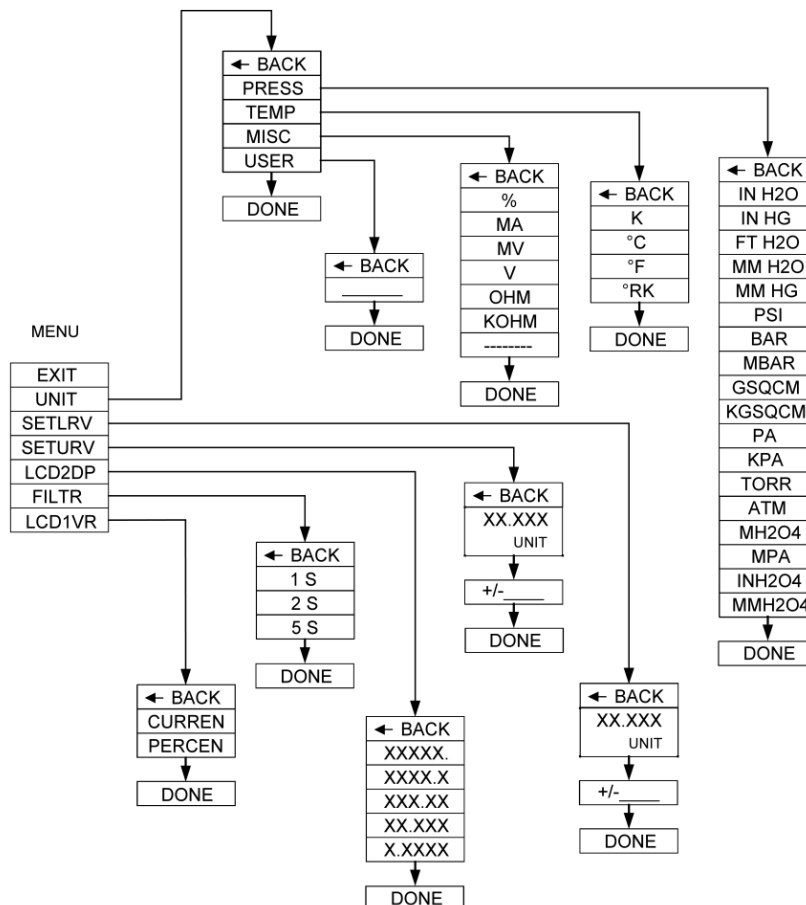 ← BACK
PRESS
TEMP
MISC
USER
DONE
← BACK
______
DONE
← BACK
%
MA
MV
V
OHM
KOHM
--------
DONE
← BACK
K
°C
°F
°RK
DONE
← BACK
IN H2O
IN HG
FT H2O
MM H2O
MM HG
PSI
BAR
MBAR
GSQCM
KGSQCM
PA
KPA
TORR
ATM
MH2O4
MPA
INH2O4
MMH2O4
DONE
MENU
EXIT
UNIT
SETLRV
SETURV
LCD2DP
FILTR
LCD1VR
← BACK
XX.XXX
UNIT
+/-____
DONE
← BACK
1 S
2 S
5 S
DONE
← BACK
CURREN
PERCEN
DONE
← BACK
XXXXX.
XXXX.X
XXX.XX
XX.XXX
X.XXXX
DONE
← BACK
XX.XXX
UNIT
+/-____
DONE